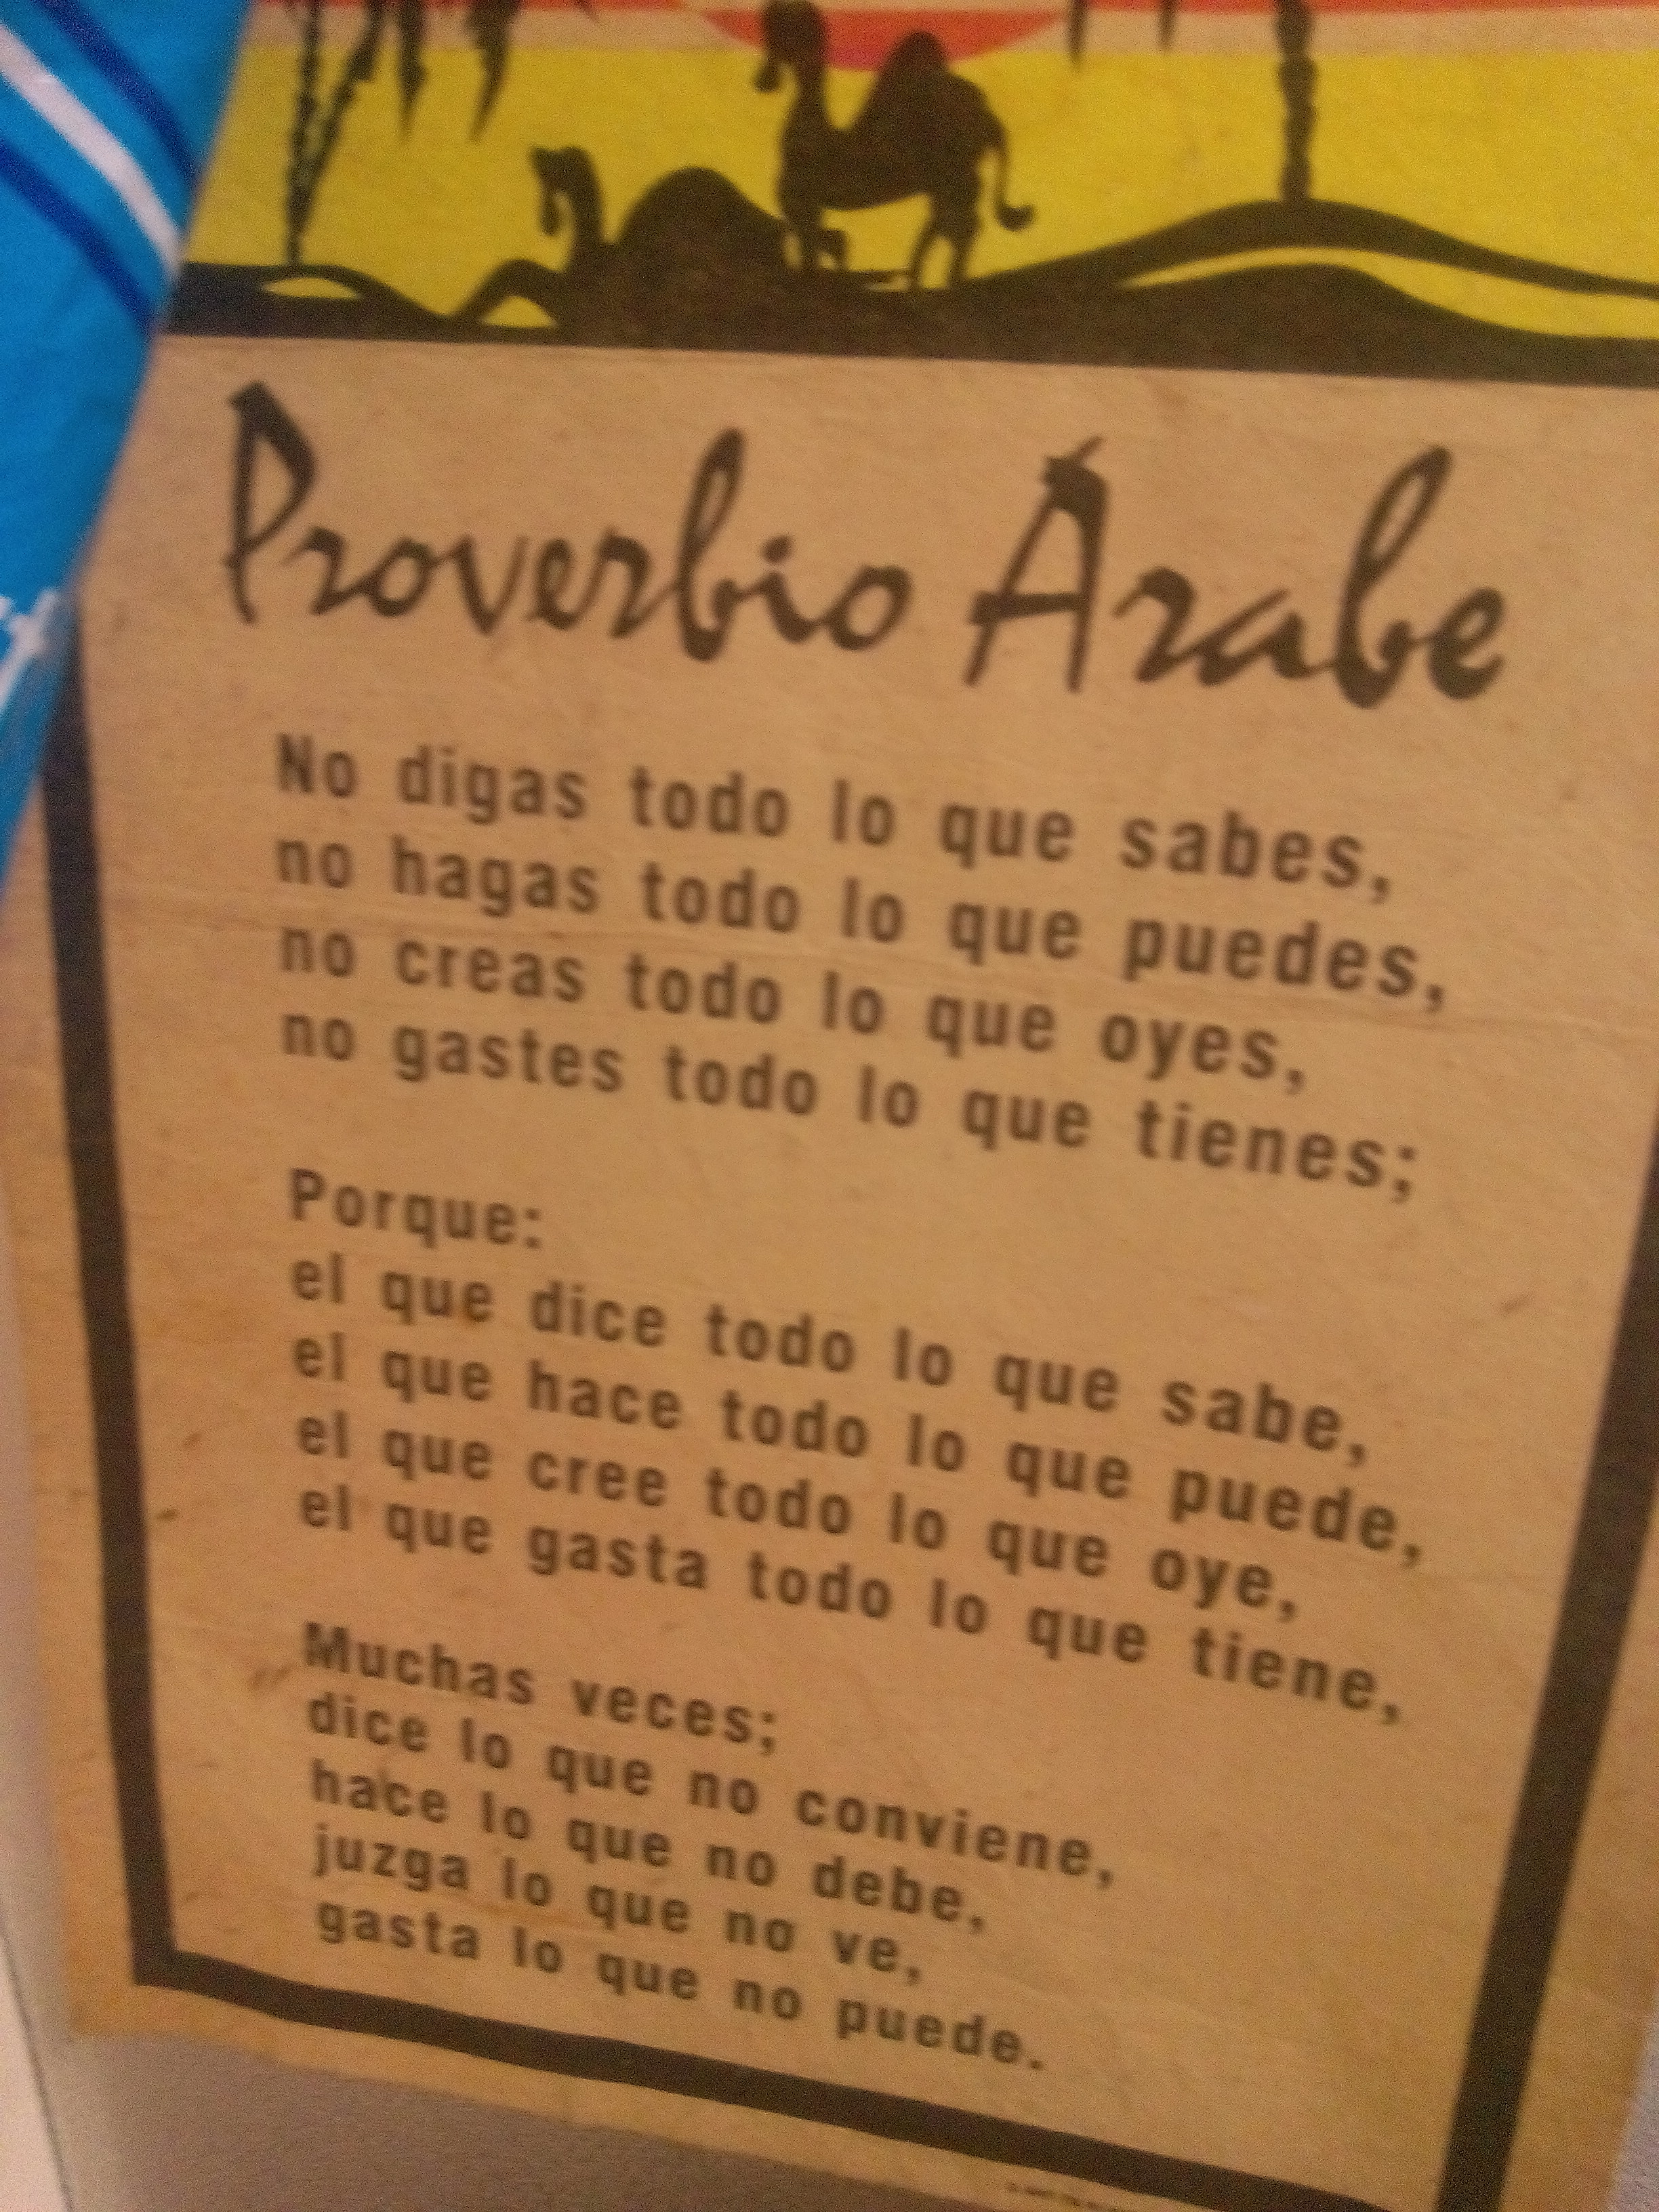 Proverbio Árabe
No digas todo lo que sabes,
no hagas todo lo que puedes,
no creas todo lo que oyes,
no gastes todo lo que tienes;
Porque:
el que dice todo lo que sabe,
el que hace todo lo que puede,
el que cree todo lo que oye,
el que gasta todo lo que tiene,
Muchas veces;
dice lo que no conviene,
hace lo que no debe,
juzga lo que no ve,
gasta lo que no puede.